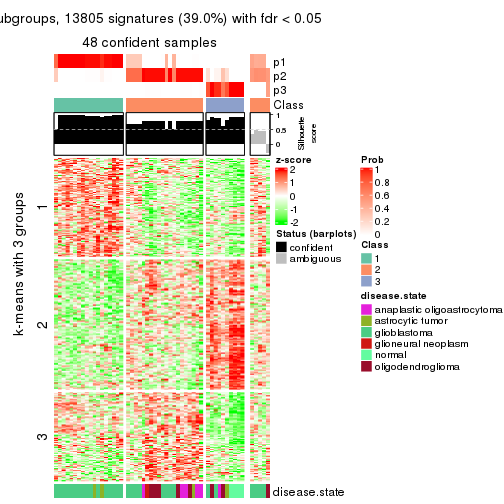 ubgroups, 13805 signatures (39.0%) with fdr < 0.05
48 confident samples
p1
p2
p3
Class
1
0.5
0
Silhouette
score
k-means with 3 groups
1
2
3
z-score
2
1
0
-1
-2
Status (barplots)
confident
ambiguous
Prob
1
0.8
0.6
0.4
0.2
0
Class
1
2
3
disease.state
anaplastic oligoastrocytoma
astrocytic tumor
glioblastoma
glioneural neoplasm
normal
oligodendroglioma
disease.state